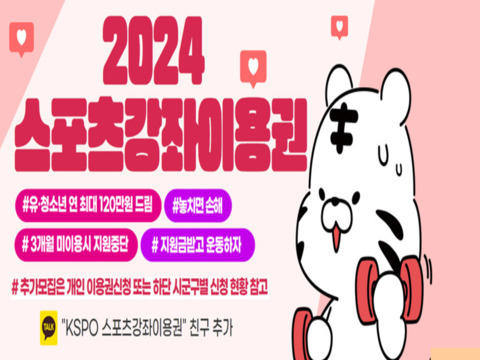 2024
스포츠강좌이용권
#유·청소년 연 최대 120만원 드림
#놓치면 손해
# 3개월 미이용시 지원중단
# 지원금받고 운동하자
# 추가모집은 개인 이용권신청 또는 하단 시군구별 신청 현황 참고
TALK
"KSPO 스포츠강좌이용권" 친구 추가